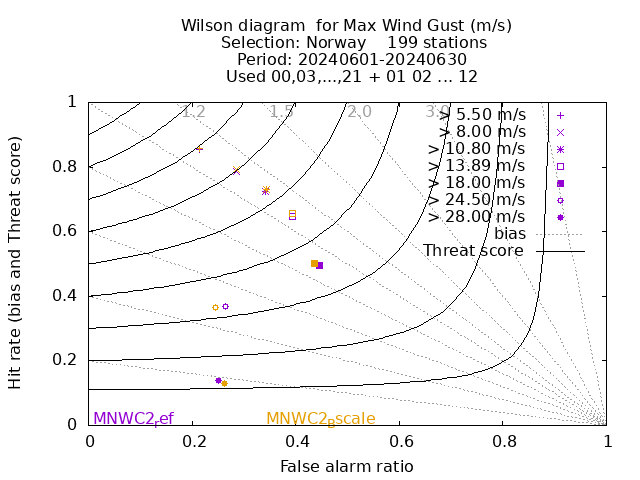 Wilson diagram  for Max Wind Gust (m/s)
Selection: Norway    199 stations
Period: 20240601-20240630
Used 00,03,...,21 + 01 02 ... 12
Hit rate (bias and Threat score)
1
0.8
0.6
0.4
0.2
0
1.2
1.5
2.0
3.0
> 5.50 m/s
> 8.00 m/s
> 10.80 m/s
> 13.89 m/s
> 18.00 m/s
> 24.50 m/s
> 28.00 m/s
bias
Threat score
MNWC2ref
MNWC2Bscale
0
0.2
0.4
0.6
0.8
1
False alarm ratio